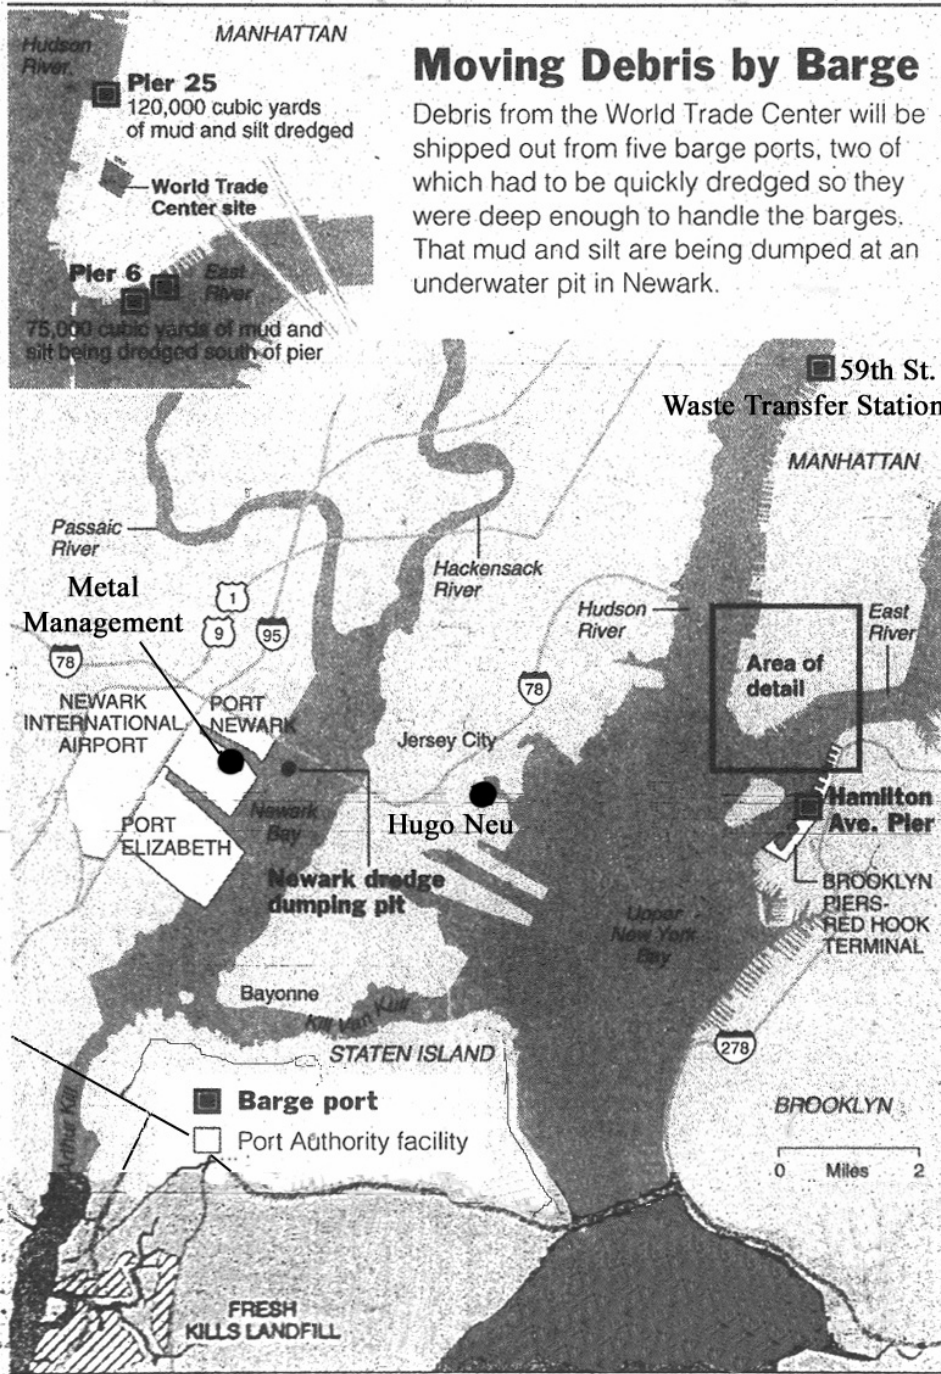 Moving Debris by Barge
Debris from the World Trade Center will be
shipped out from five barge ports, two of
which had to be quickly dredged so they
were deep enough to handle the barges.
That mud and silt are being dumped at an
underwater pit in Newark.
MANHATTAN
Hudson
River
Pier 25
120,000 cubic yards
of mud and silt dredged
World Trade
Center site
Pier 6
East
River
75,000 cubic yards of mud and
silt being dredged south of pier
59th St.
Waste Transfer Station
MANHATTAN
Passaic
River
Hackensack
River
Metal
Management
1
9
95
78
Hudson
River
East
River
Area of
detail
78
NEWARK
INTERNATIONAL
AIRPORT
PORT
NEWARK
Jersey City
Hugo Neu
Hamilton
Ave. Pier
PORT
ELIZABETH
Newark
Bay
Newark dredge
dumping pit
BROOKLYN
PIERS-
RED HOOK
TERMINAL
Upper
New York
Bay
Bayonne
Kill Van Kull
STATEN ISLAND
278
Arthur Kill
Barge port
Port Authority facility
BROOKLYN
0 Miles 2
FRESH
KILLS LANDFILL